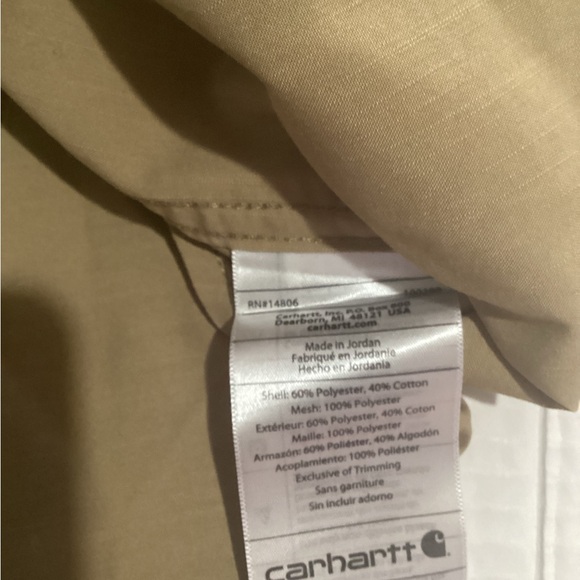 RN#14806
Carhartt, Inc. P.O. Box 600
Dearborn, MI 48121 USA
carhartt.com
Made in Jordan
Fabriqué en Jordanie
Hecho en Jordania
Shell: 60% Polyester, 40% Cotton
Mesh: 100% Polyester
Extérieur: 60% Polyester, 40% Coton
Maille: 100% Polyester
Armazón: 60% Poliéster, 40% Algodón
Acoplamiento: 100% Poliéster
Exclusive of Trimming
Sans garniture
Sin incluir adorno
carhartt